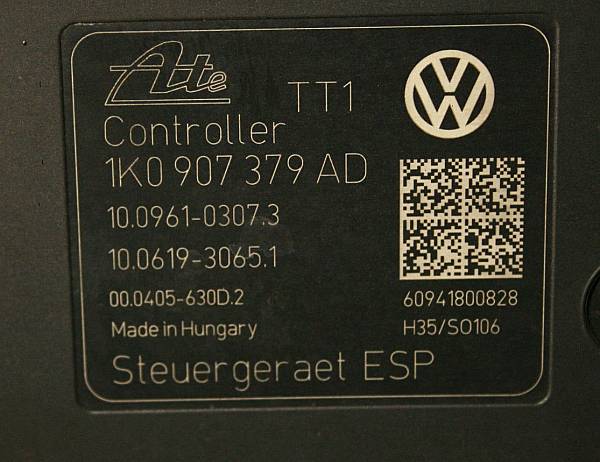 Ate
TT1
Controller
1K0 907 379 AD
10.0961-0307.3
10.0619-3065.1
00.0405-630D.2
60941800828
Made in Hungary
H35/SO106
Steuergeraet ESP